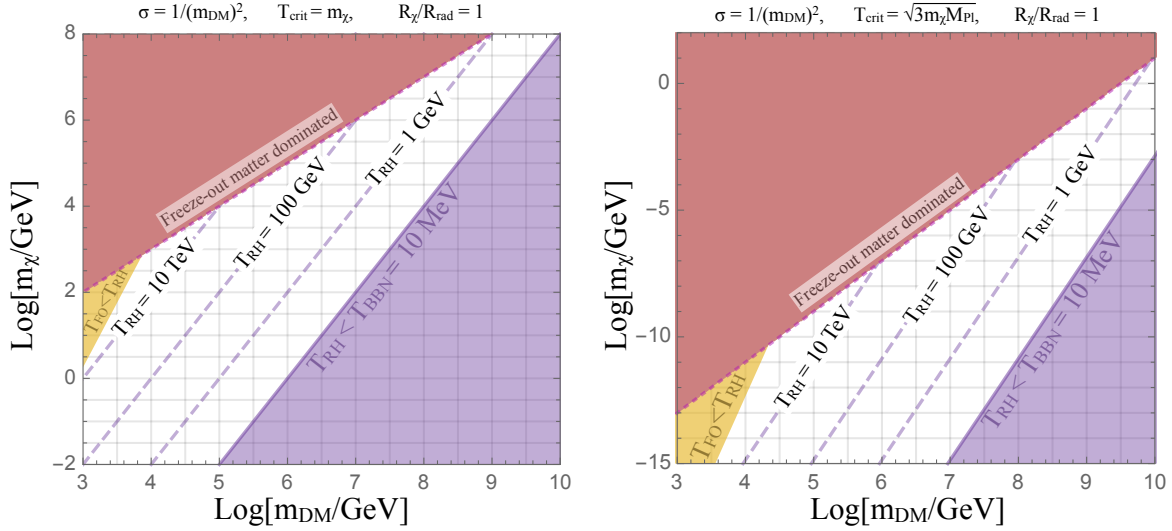 σ = 1/(m_DM)², T_crit = m_χ, R_χ/R_rad = 1
Log[m_χ/GeV]
8
6
4
2
0
−2
Freeze-out matter dominated
T_FO < T_RH
T_RH = 10 TeV
T_RH = 100 GeV
T_RH = 1 GeV
T_RH < T_BBN = 10 MeV
3 4 5 6 7 8 9 10
Log[m_DM/GeV]
σ = 1/(m_DM)², T_crit = √3m_χM_Pl, R_χ/R_rad = 1
Log[m_χ/GeV]
0
−5
−10
−15
Freeze-out matter dominated
T_FO < T_RH
T_RH = 10 TeV
T_RH = 100 GeV
T_RH = 1 GeV
T_RH < T_BBN = 10 MeV
3 4 5 6 7 8 9 10
Log[m_DM/GeV]